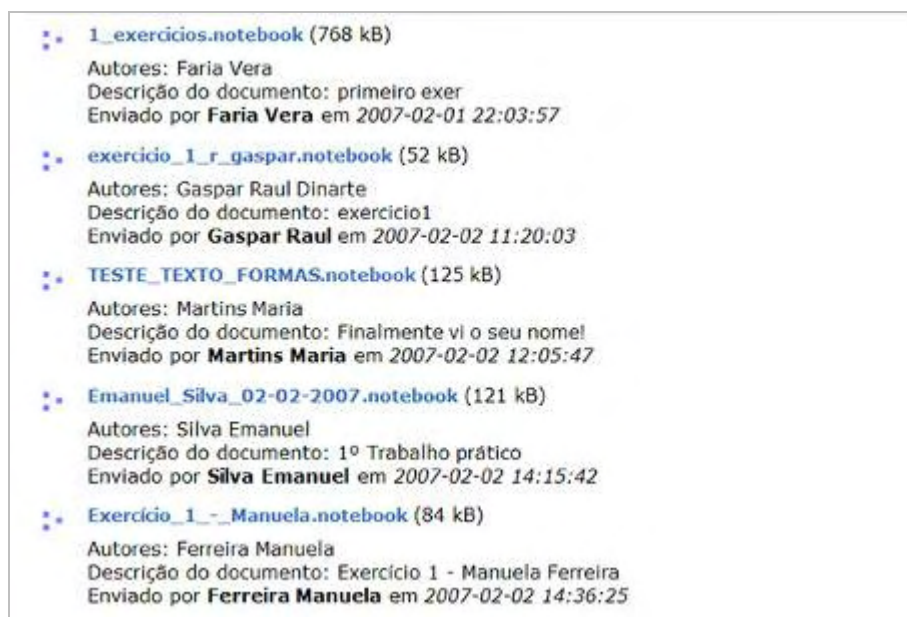 1_exercicios.notebook (768 kB)
Autores: Faria Vera
Descrição do documento: primeiro exer
Enviado por Faria Vera em 2007-02-01 22:03:57
exercicio_1_r_gaspar.notebook (52 kB)
Autores: Gaspar Raul Dinarte
Descrição do documento: exercicio1
Enviado por Gaspar Raul em 2007-02-02 11:20:03
TESTE_TEXTO_FORMAS.notebook (125 kB)
Autores: Martins Maria
Descrição do documento: Finalmente vi o seu nome!
Enviado por Martins Maria em 2007-02-02 12:05:47
Emanuel_Silva_02-02-2007.notebook (121 kB)
Autores: Silva Emanuel
Descrição do documento: 1º Trabalho prático
Enviado por Silva Emanuel em 2007-02-02 14:15:42
Exercício_1_-_Manuela.notebook (84 kB)
Autores: Ferreira Manuela
Descrição do documento: Exercício 1 - Manuela Ferreira
Enviado por Ferreira Manuela em 2007-02-02 14:36:25